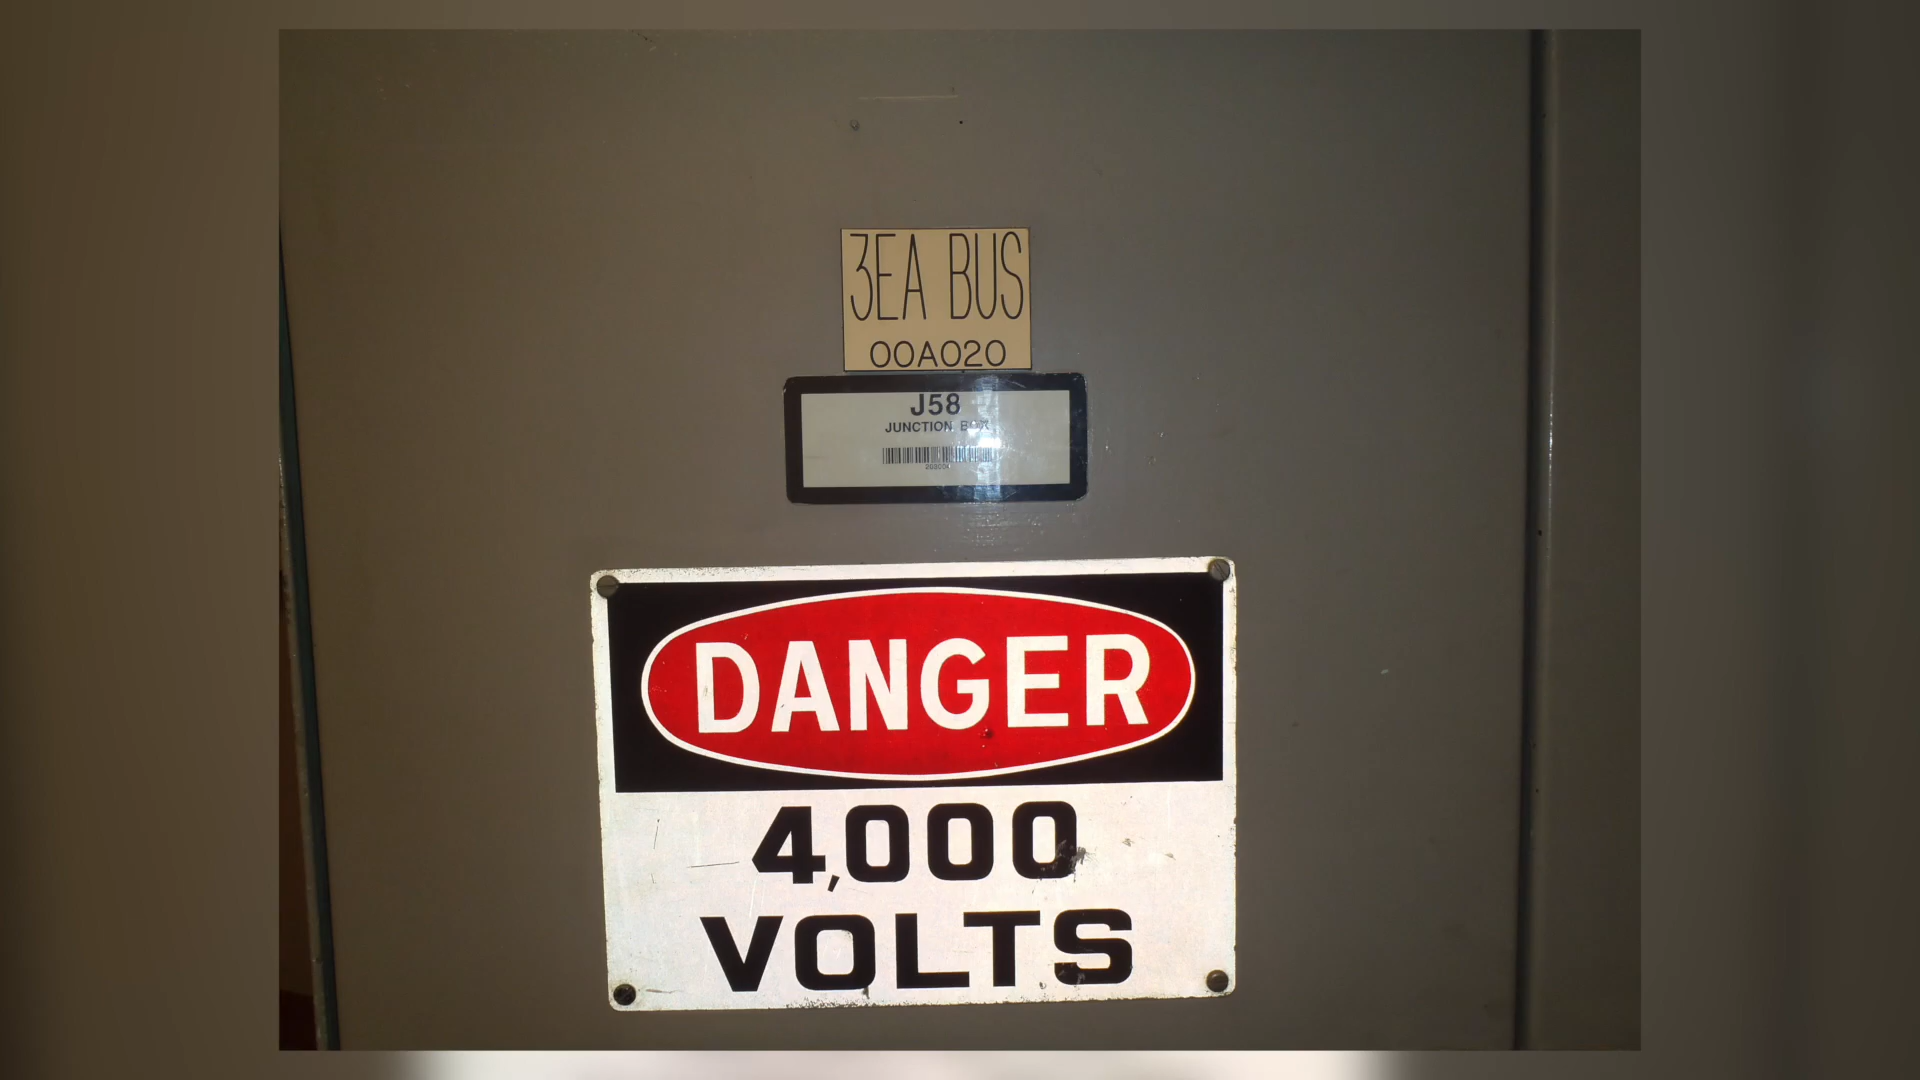 3EA BUS
00A020
J58
JUNCTION BOX
DANGER
4,000
VOLTS